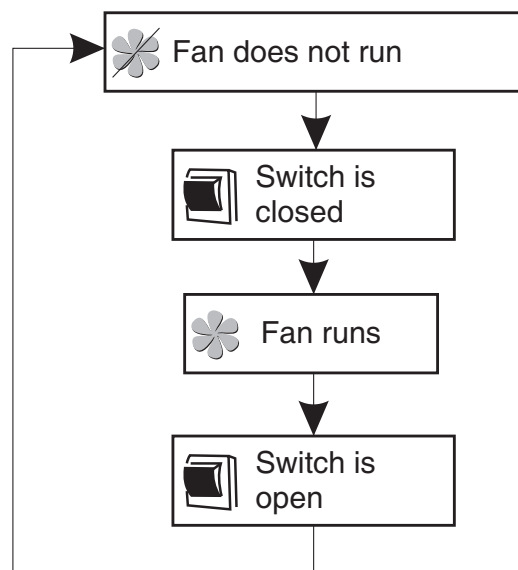 Fan does not run
Switch is
closed
Fan runs
Switch is
open